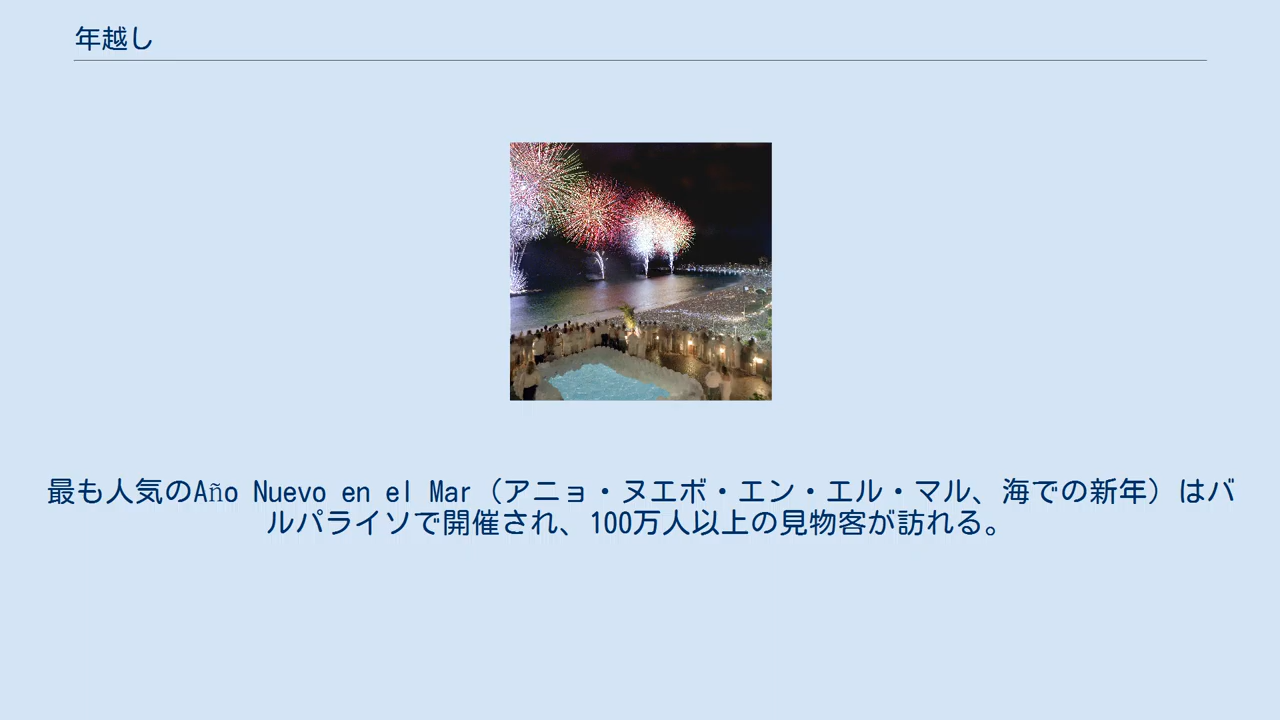 年越し
最も人気のAño Nuevo en el Mar（アニョ・ヌエボ・エン・エル・マル、海での新年）はバ
ルパライソで開催され、100万人以上の見物客が訪れる。